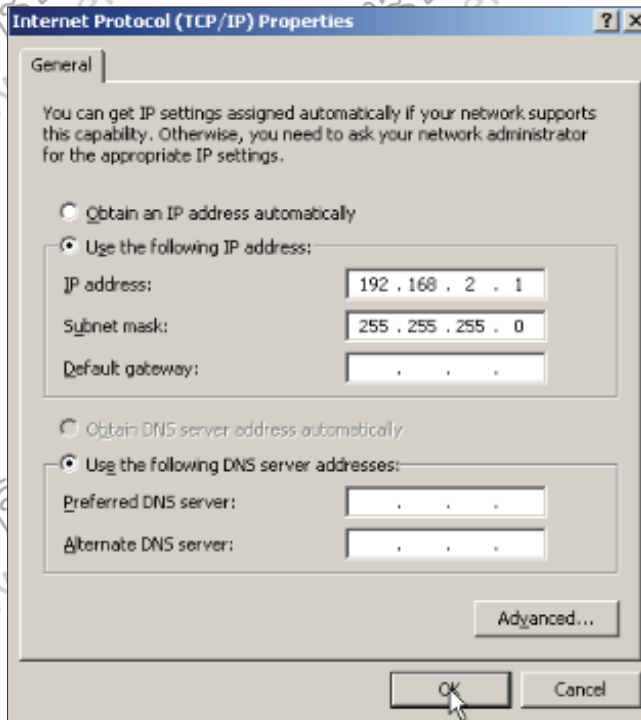 Internet Protocol (TCP/IP) Properties
General
You can get IP settings assigned automatically if your network supports
this capability. Otherwise, you need to ask your network administrator
for the appropriate IP settings.
Obtain an IP address automatically
Use the following IP address:
IP address: 192 . 168 . 2 . 1
Subnet mask: 255 . 255 . 255 . 0
Default gateway: . . .
Obtain DNS server address automatically
Use the following DNS server addresses:
Preferred DNS server: . . .
Alternate DNS server: . . .
Advanced...
OK Cancel